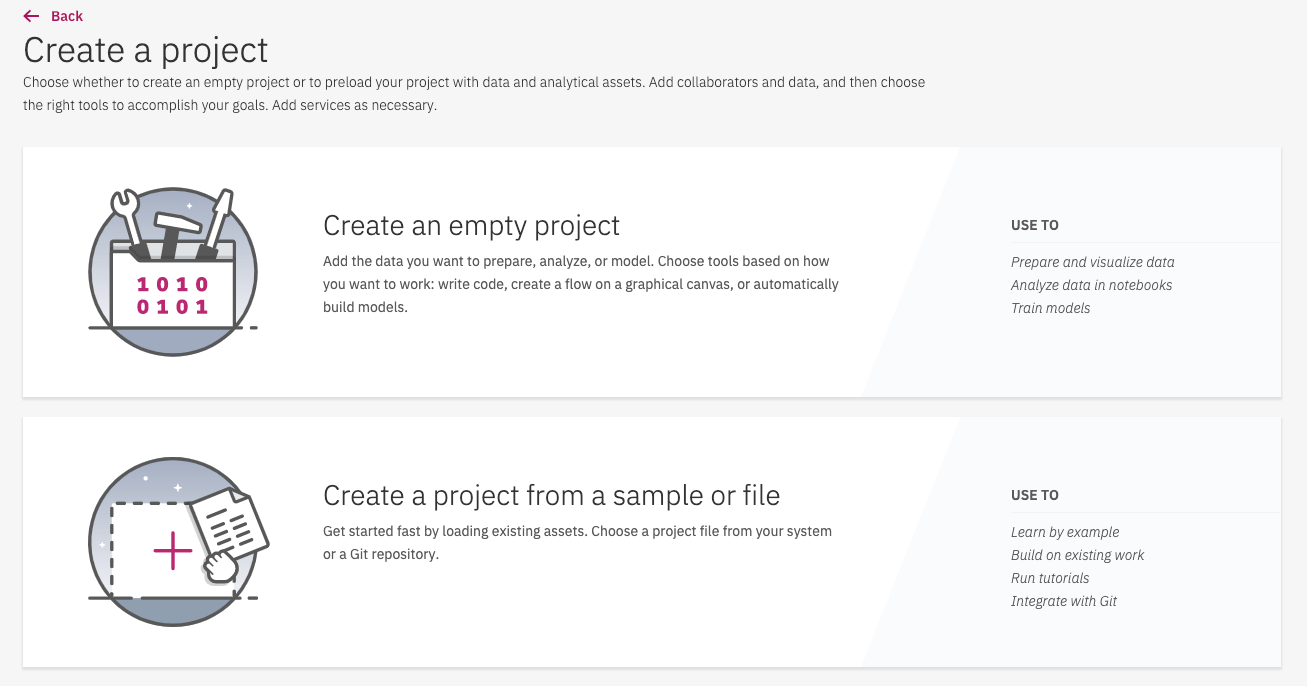 Back
Create a project
Choose whether to create an empty project or to preload your project with data and analytical assets. Add collaborators and data, and then choose
the right tools to accomplish your goals. Add services as necessary.
1010
0101
Create an empty project
Add the data you want to prepare, analyze, or model. Choose tools based on how
you want to work: write code, create a flow on a graphical canvas, or automatically
build models.
USE TO
Prepare and visualize data
Analyze data in notebooks
Train models
Create a project from a sample or file
Get started fast by loading existing assets. Choose a project file from your system
or a Git repository.
USE TO
Learn by example
Build on existing work
Run tutorials
Integrate with Git